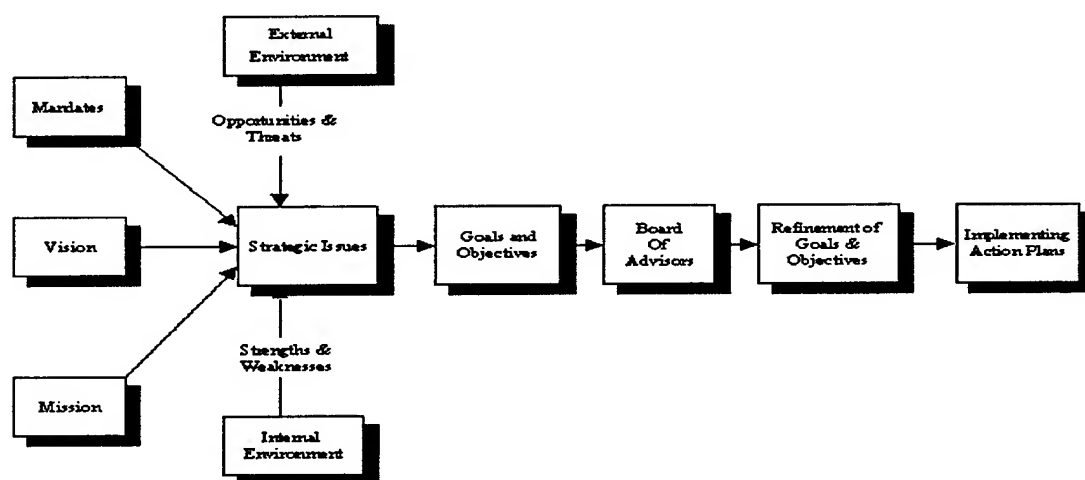 External
Environment
Mandates
Opportunities &
Threats
Vision
Strategic Issues
Goals and
Objectives
Board
Of
Advisors
Refinement of
Goals &
Objectives
Implementing
Action Plans
Strengths &
Weaknesses
Mission
Internal
Environment